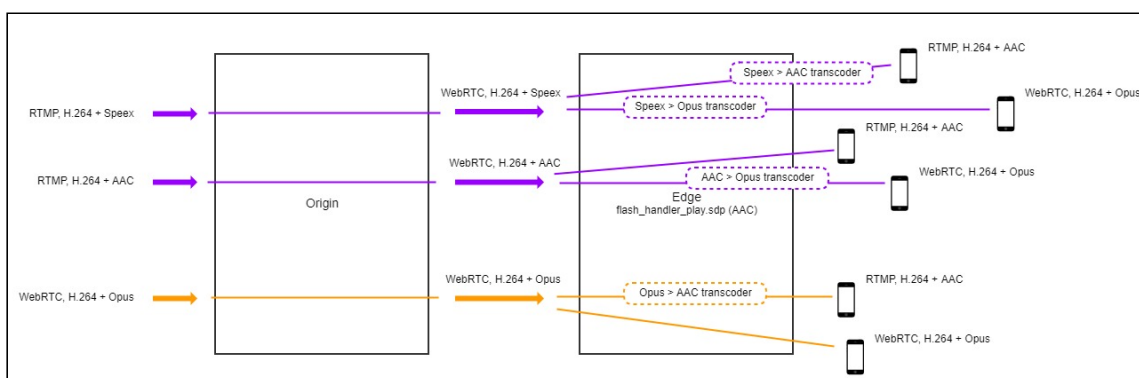 RTMP, H.264 + AAC
Speex > AAC transcoder
WebRTC, H.264 + Speex
WebRTC, H.264 + Opus
RTMP, H.264 + Speex
Speex > Opus transcoder
RTMP, H.264 + AAC
WebRTC, H.264 + AAC
WebRTC, H.264 + Opus
RTMP, H.264 + AAC
AAC > Opus transcoder
Origin
Edge
flash_handler_play.sdp (AAC)
WebRTC, H.264 + Opus
WebRTC, H.264 + Opus
Opus > AAC transcoder
RTMP, H.264 + AAC
WebRTC, H.264 + Opus